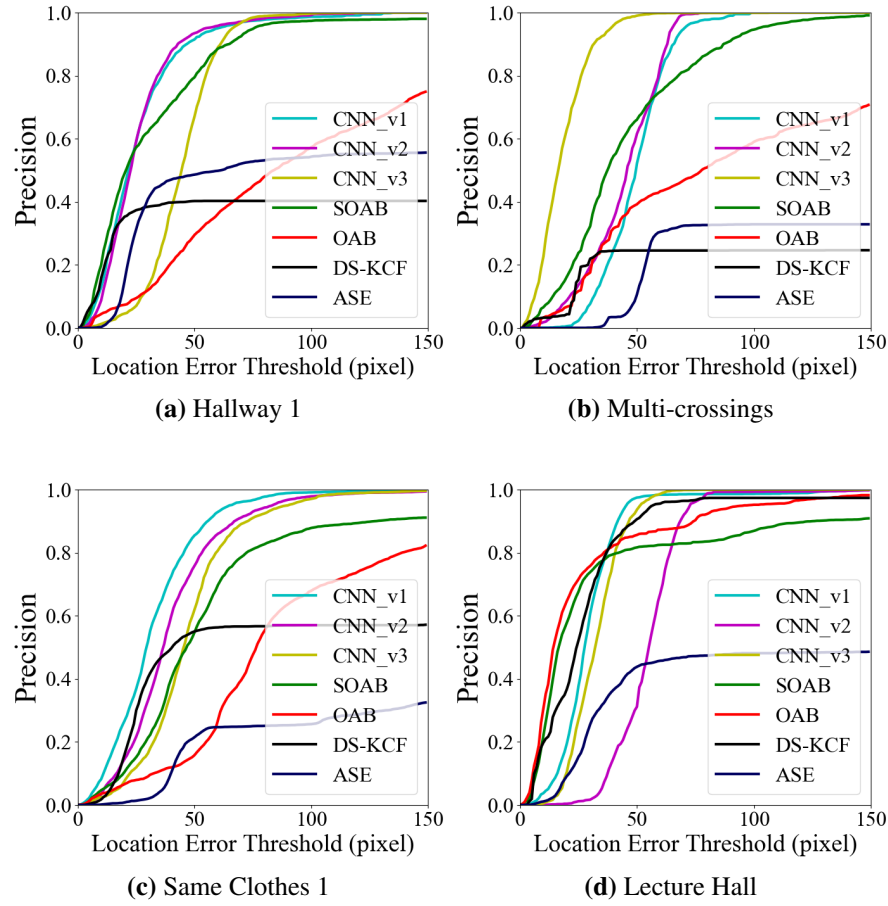 1.0
0.8
0.6
0.4
0.2
0.0
Precision
0
50
100
150
Location Error Threshold (pixel)
CNN_v1
CNN_v2
CNN_v3
SOAB
OAB
DS-KCF
ASE
(a) Hallway 1
1.0
0.8
0.6
0.4
0.2
0.0
Precision
0
50
100
150
Location Error Threshold (pixel)
CNN_v1
CNN_v2
CNN_v3
SOAB
OAB
DS-KCF
ASE
(b) Multi-crossings
1.0
0.8
0.6
0.4
0.2
0.0
Precision
0
50
100
150
Location Error Threshold (pixel)
CNN_v1
CNN_v2
CNN_v3
SOAB
OAB
DS-KCF
ASE
(c) Same Clothes 1
1.0
0.8
0.6
0.4
0.2
0.0
Precision
0
50
100
150
Location Error Threshold (pixel)
CNN_v1
CNN_v2
CNN_v3
SOAB
OAB
DS-KCF
ASE
(d) Lecture Hall